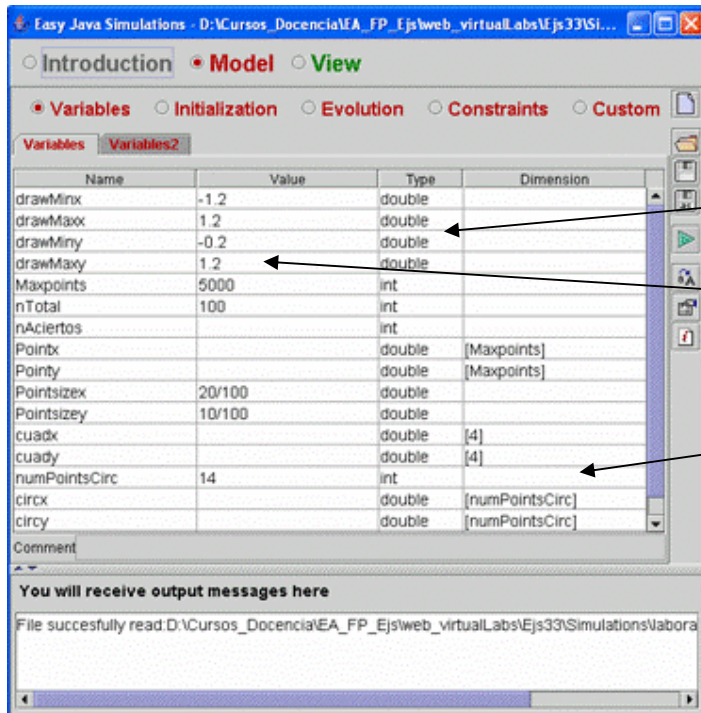 Easy Java Simulations - D:\Cursos_Docencia\EA_FP_Ejs\web_virtualLabs\Ejs33\Si...
Introduction Model View
Variables Initialization Evolution Constraints Custom
Variables Variables2
Name Value Type Dimension
drawMinx -1.2 double
drawMaxx 1.2 double
drawMiny -0.2 double
drawMaxy 1.2 double
Maxpoints 5000 int
nTotal 100 int
nAciertos int
Pointx double [Maxpoints]
Pointy double [Maxpoints]
Pointsizex 20/100 double
Pointsizey 10/100 double
cuadx double [4]
cuady double [4]
numPointsCirc 14 int
circx double [numPointsCirc]
circy double [numPointsCirc]
Comment
You will receive output messages here
File succesfully read:D:\Cursos_Docencia\EA_FP_Ejs\web_virtualLabs\Ejs33\Simulations\labora